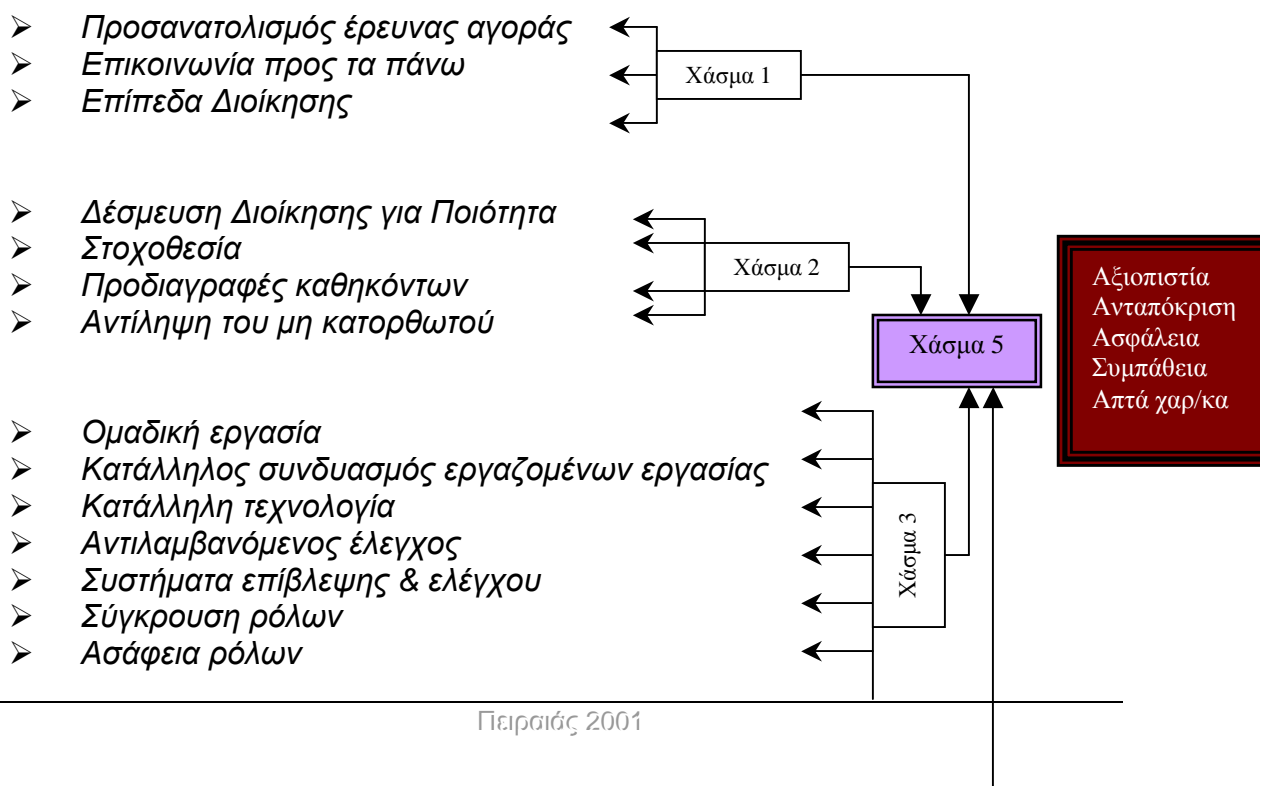 ➢ Προσανατολισμός έρευνας αγοράς
➢ Επικοινωνία προς τα πάνω
➢ Επίπεδα Διοίκησης
Χάσμα 1
➢ Δέσμευση Διοίκησης για Ποιότητα
➢ Στοχοθεσία
➢ Προδιαγραφές καθηκόντων
➢ Αντίληψη του μη κατορθωτού
Χάσμα 2
Χάσμα 5
Αξιοπιστία
Ανταπόκριση
Ασφάλεια
Συμπάθεια
Απτά χαρ/κα
➢ Ομαδική εργασία
➢ Κατάλληλος συνδυασμός εργαζομένων εργασίας
➢ Κατάλληλη τεχνολογία
➢ Αντιλαμβανόμενος έλεγχος
➢ Συστήματα επίβλεψης & ελέγχου
➢ Σύγκρουση ρόλων
➢ Ασάφεια ρόλων
Χάσμα 3
Πειραιάς 2001